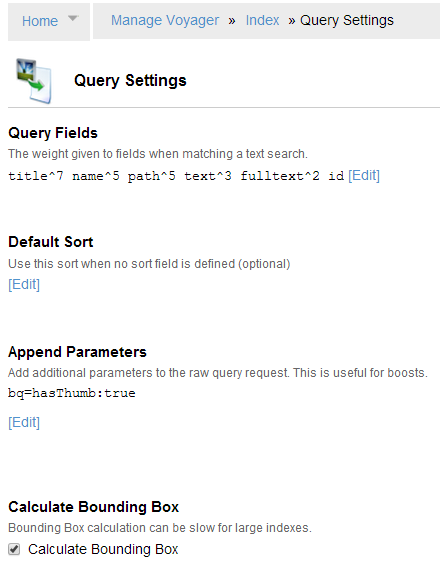 Home Manage Voyager » Index » Query Settings
Query Settings
Query Fields
The weight given to fields when matching a text search.
title^7 name^5 path^5 text^3 fulltext^2 id [Edit]
Default Sort
Use this sort when no sort field is defined (optional)
[Edit]
Append Parameters
Add additional parameters to the raw query request. This is useful for boosts.
bq=hasThumb:true
[Edit]
Calculate Bounding Box
Bounding Box calculation can be slow for large indexes.
Calculate Bounding Box